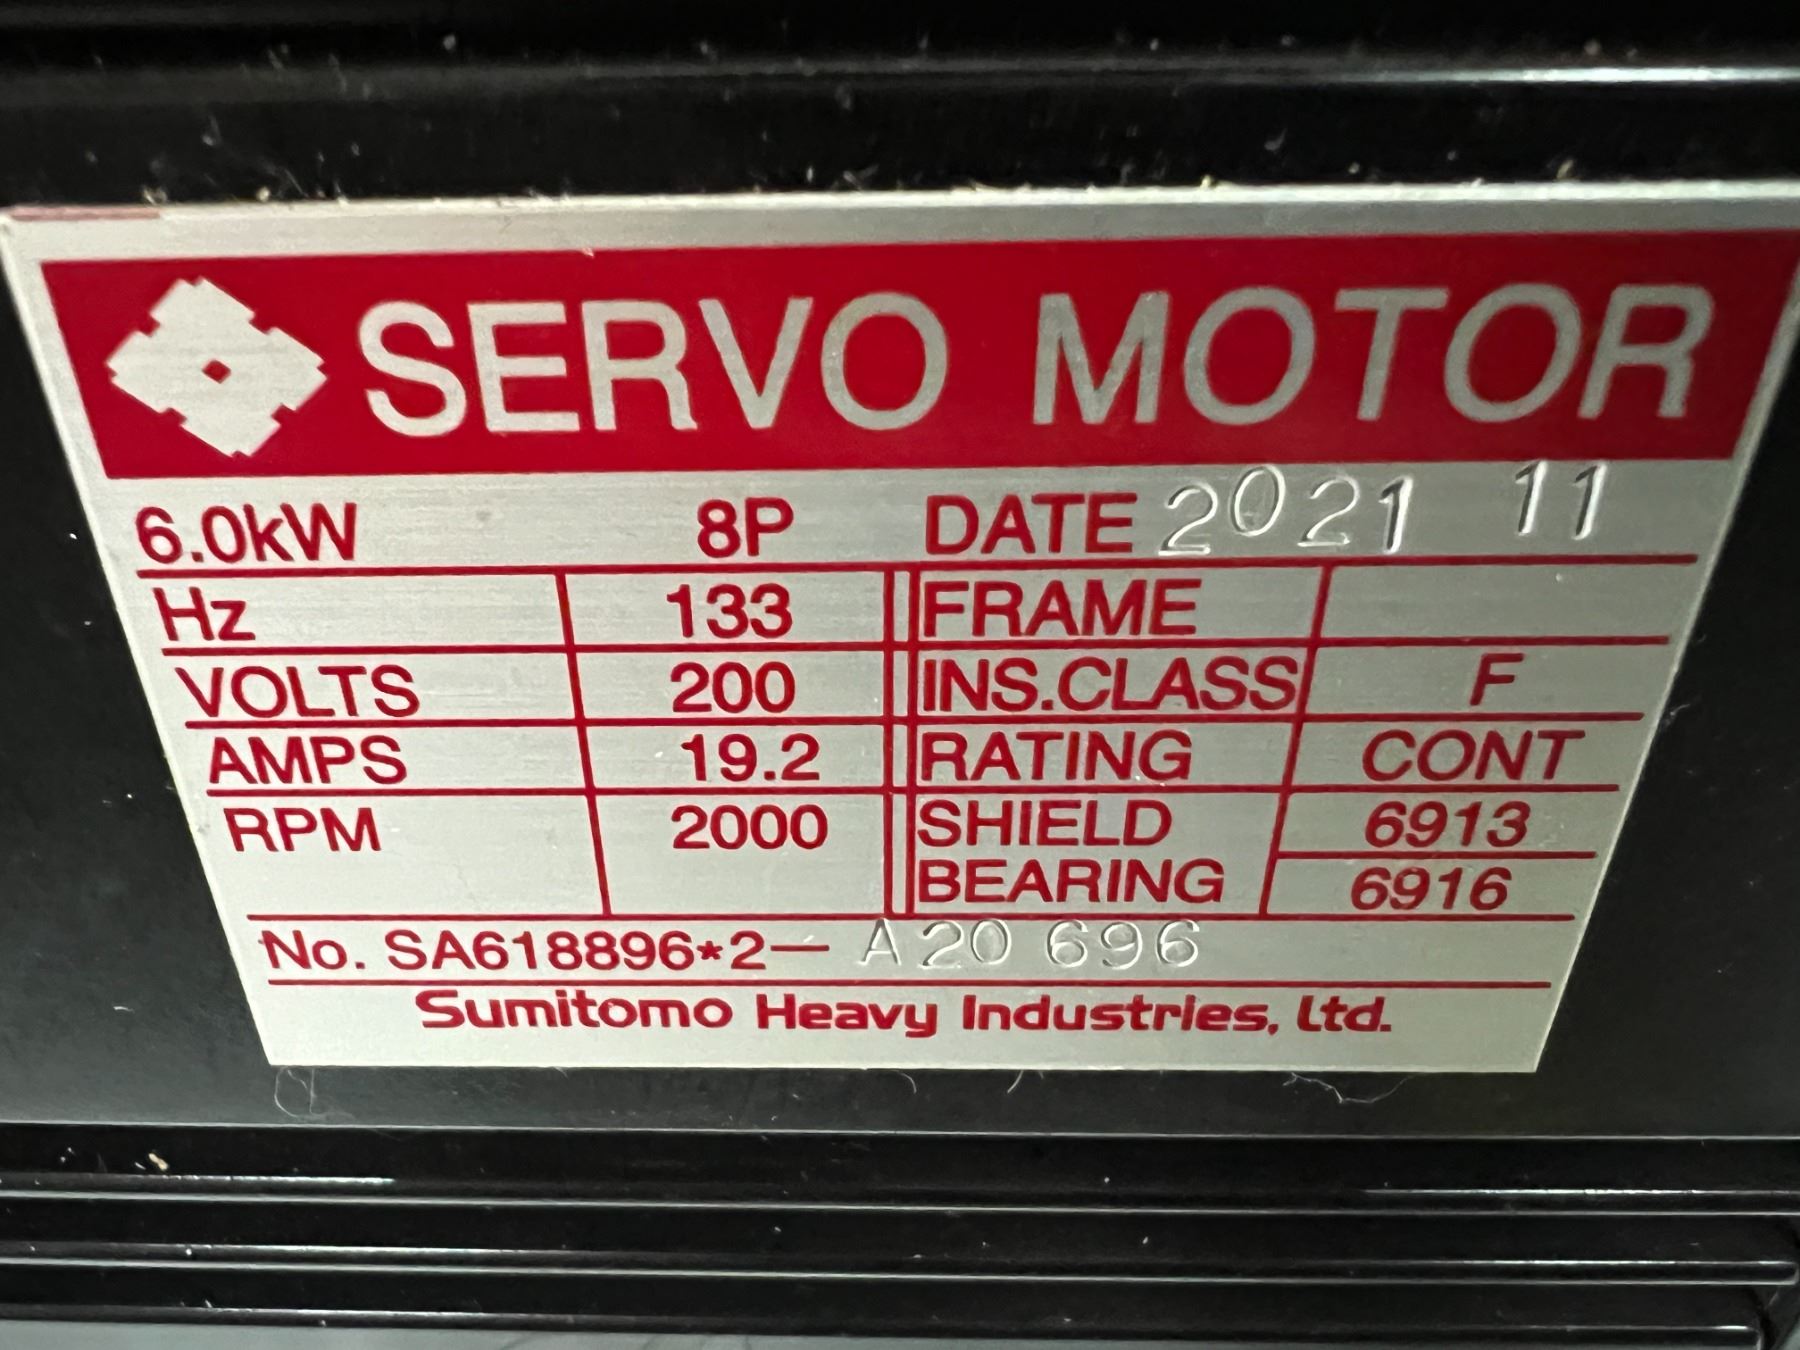 SERVO MOTOR
6.0kW 8P DATE 2021 11
Hz 133 FRAME
VOLTS 200 INS.CLASS F
AMPS 19.2 RATING CONT
RPM 2000 SHIELD 6913
BEARING 6916
No. SA618896*2- A20 696
Sumitomo Heavy Industries, Ltd.